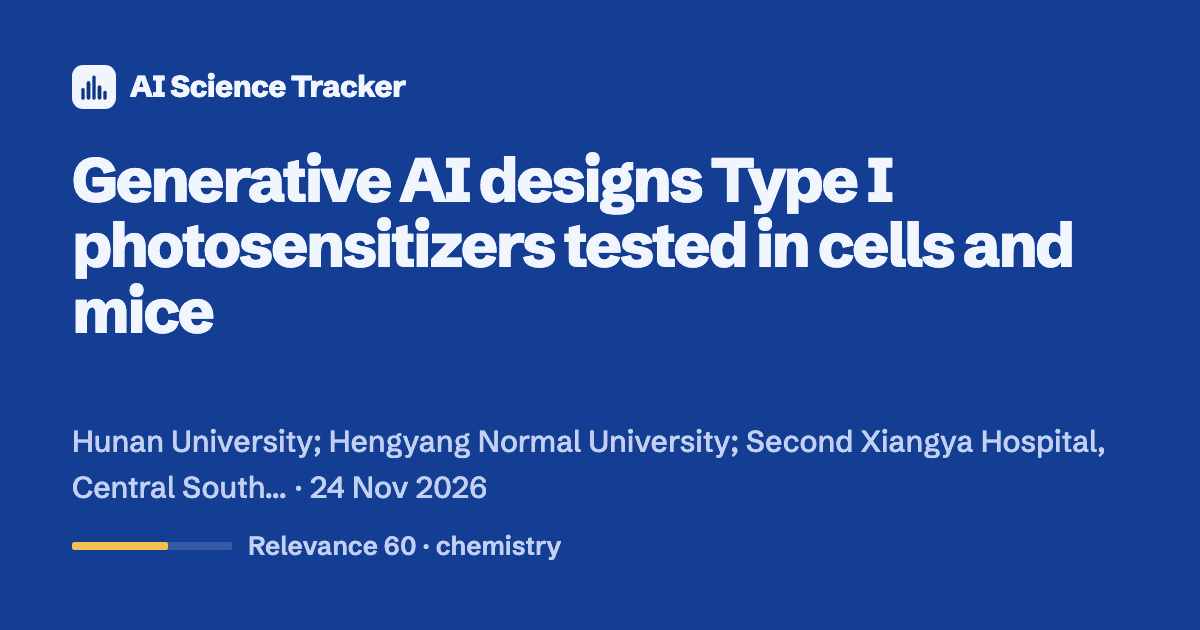 AI Science Tracker
Generative AI designs Type I
photosensitizers tested in cells and
mice
Hunan University; Hengyang Normal University; Second Xiangya Hospital,
Central South... · 24 Nov 2026
Relevance 60 · chemistry